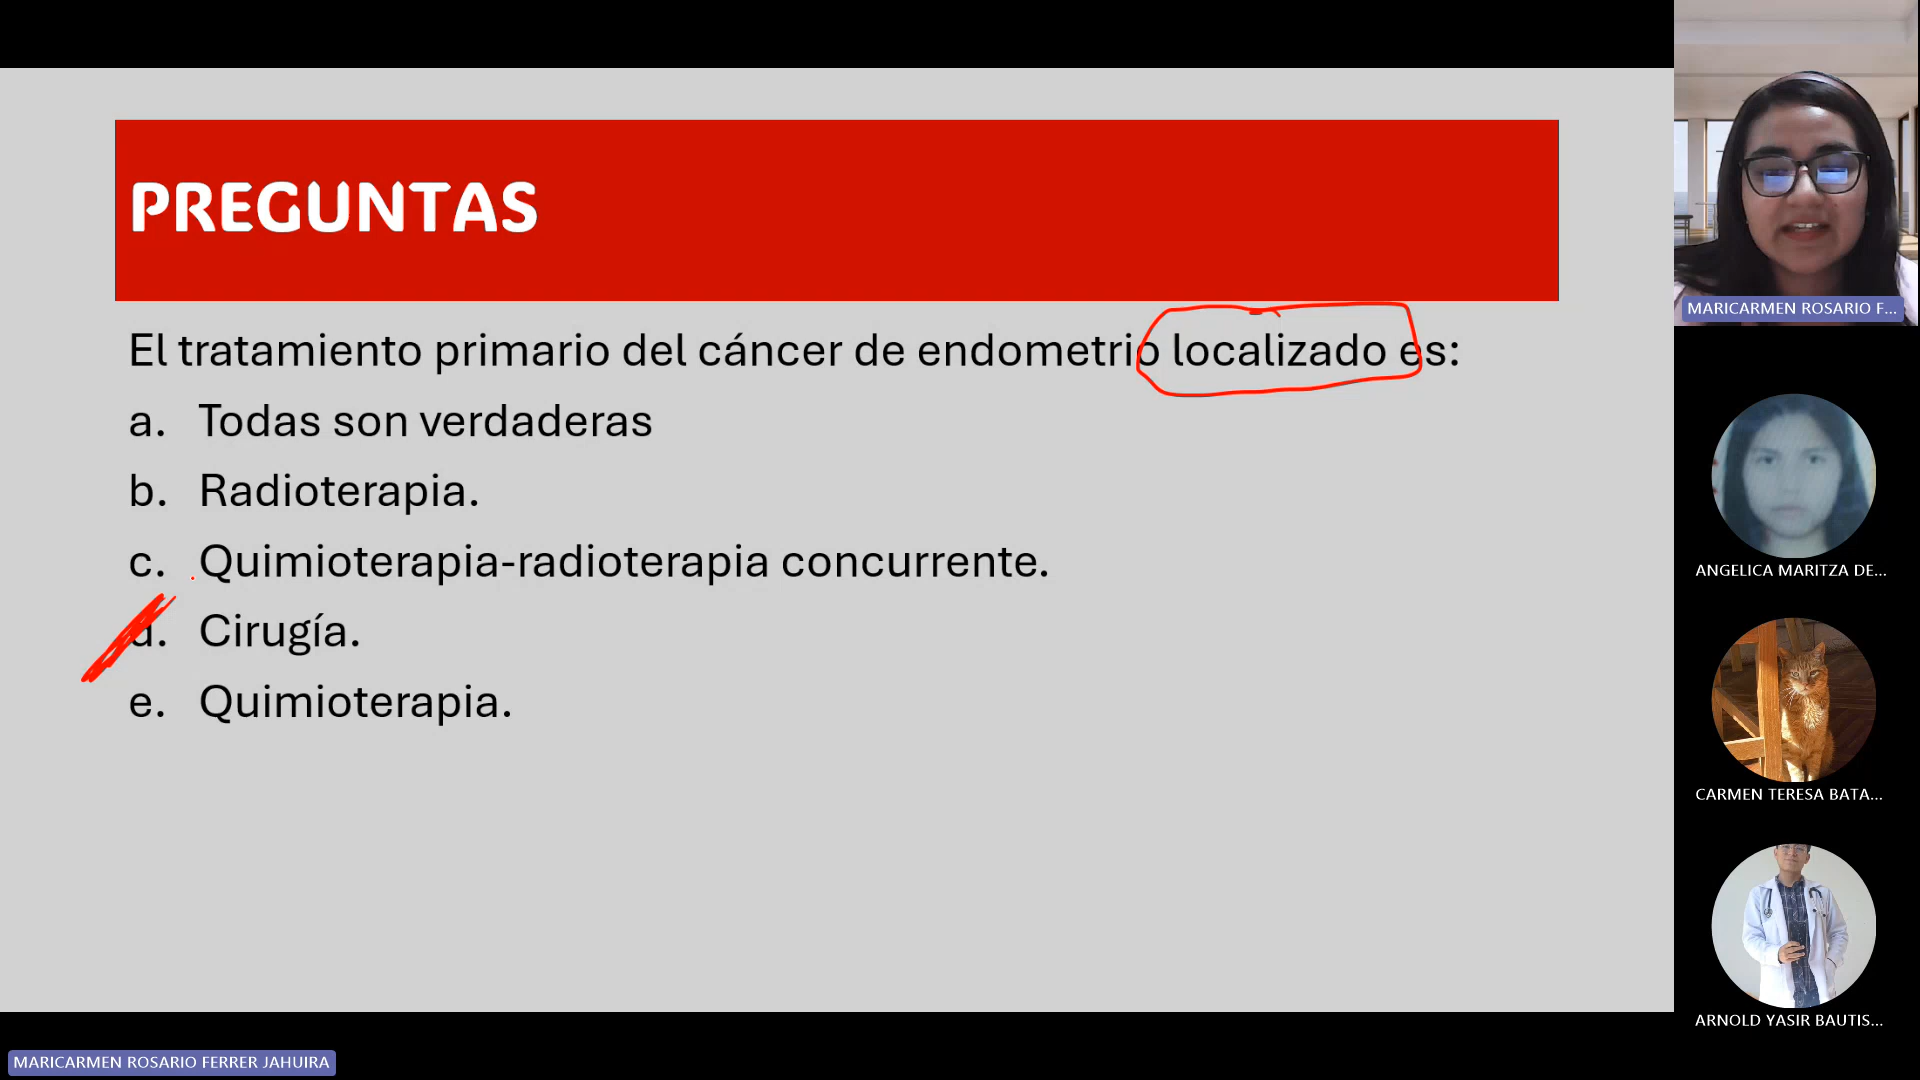 PREGUNTAS
El tratamiento primario del cáncer de endometrio localizado es:
a. Todas son verdaderas
b. Radioterapia.
c. Quimioterapia-radioterapia concurrente.
d. Cirugía.
e. Quimioterapia.
MARICARMEN ROSARIO F...
ANGELICA MARITZA DE...
CARMEN TERESA BATA...
ARNOLD YASIR BAUTIS...
MARICARMEN ROSARIO FERRER JAHUIRA